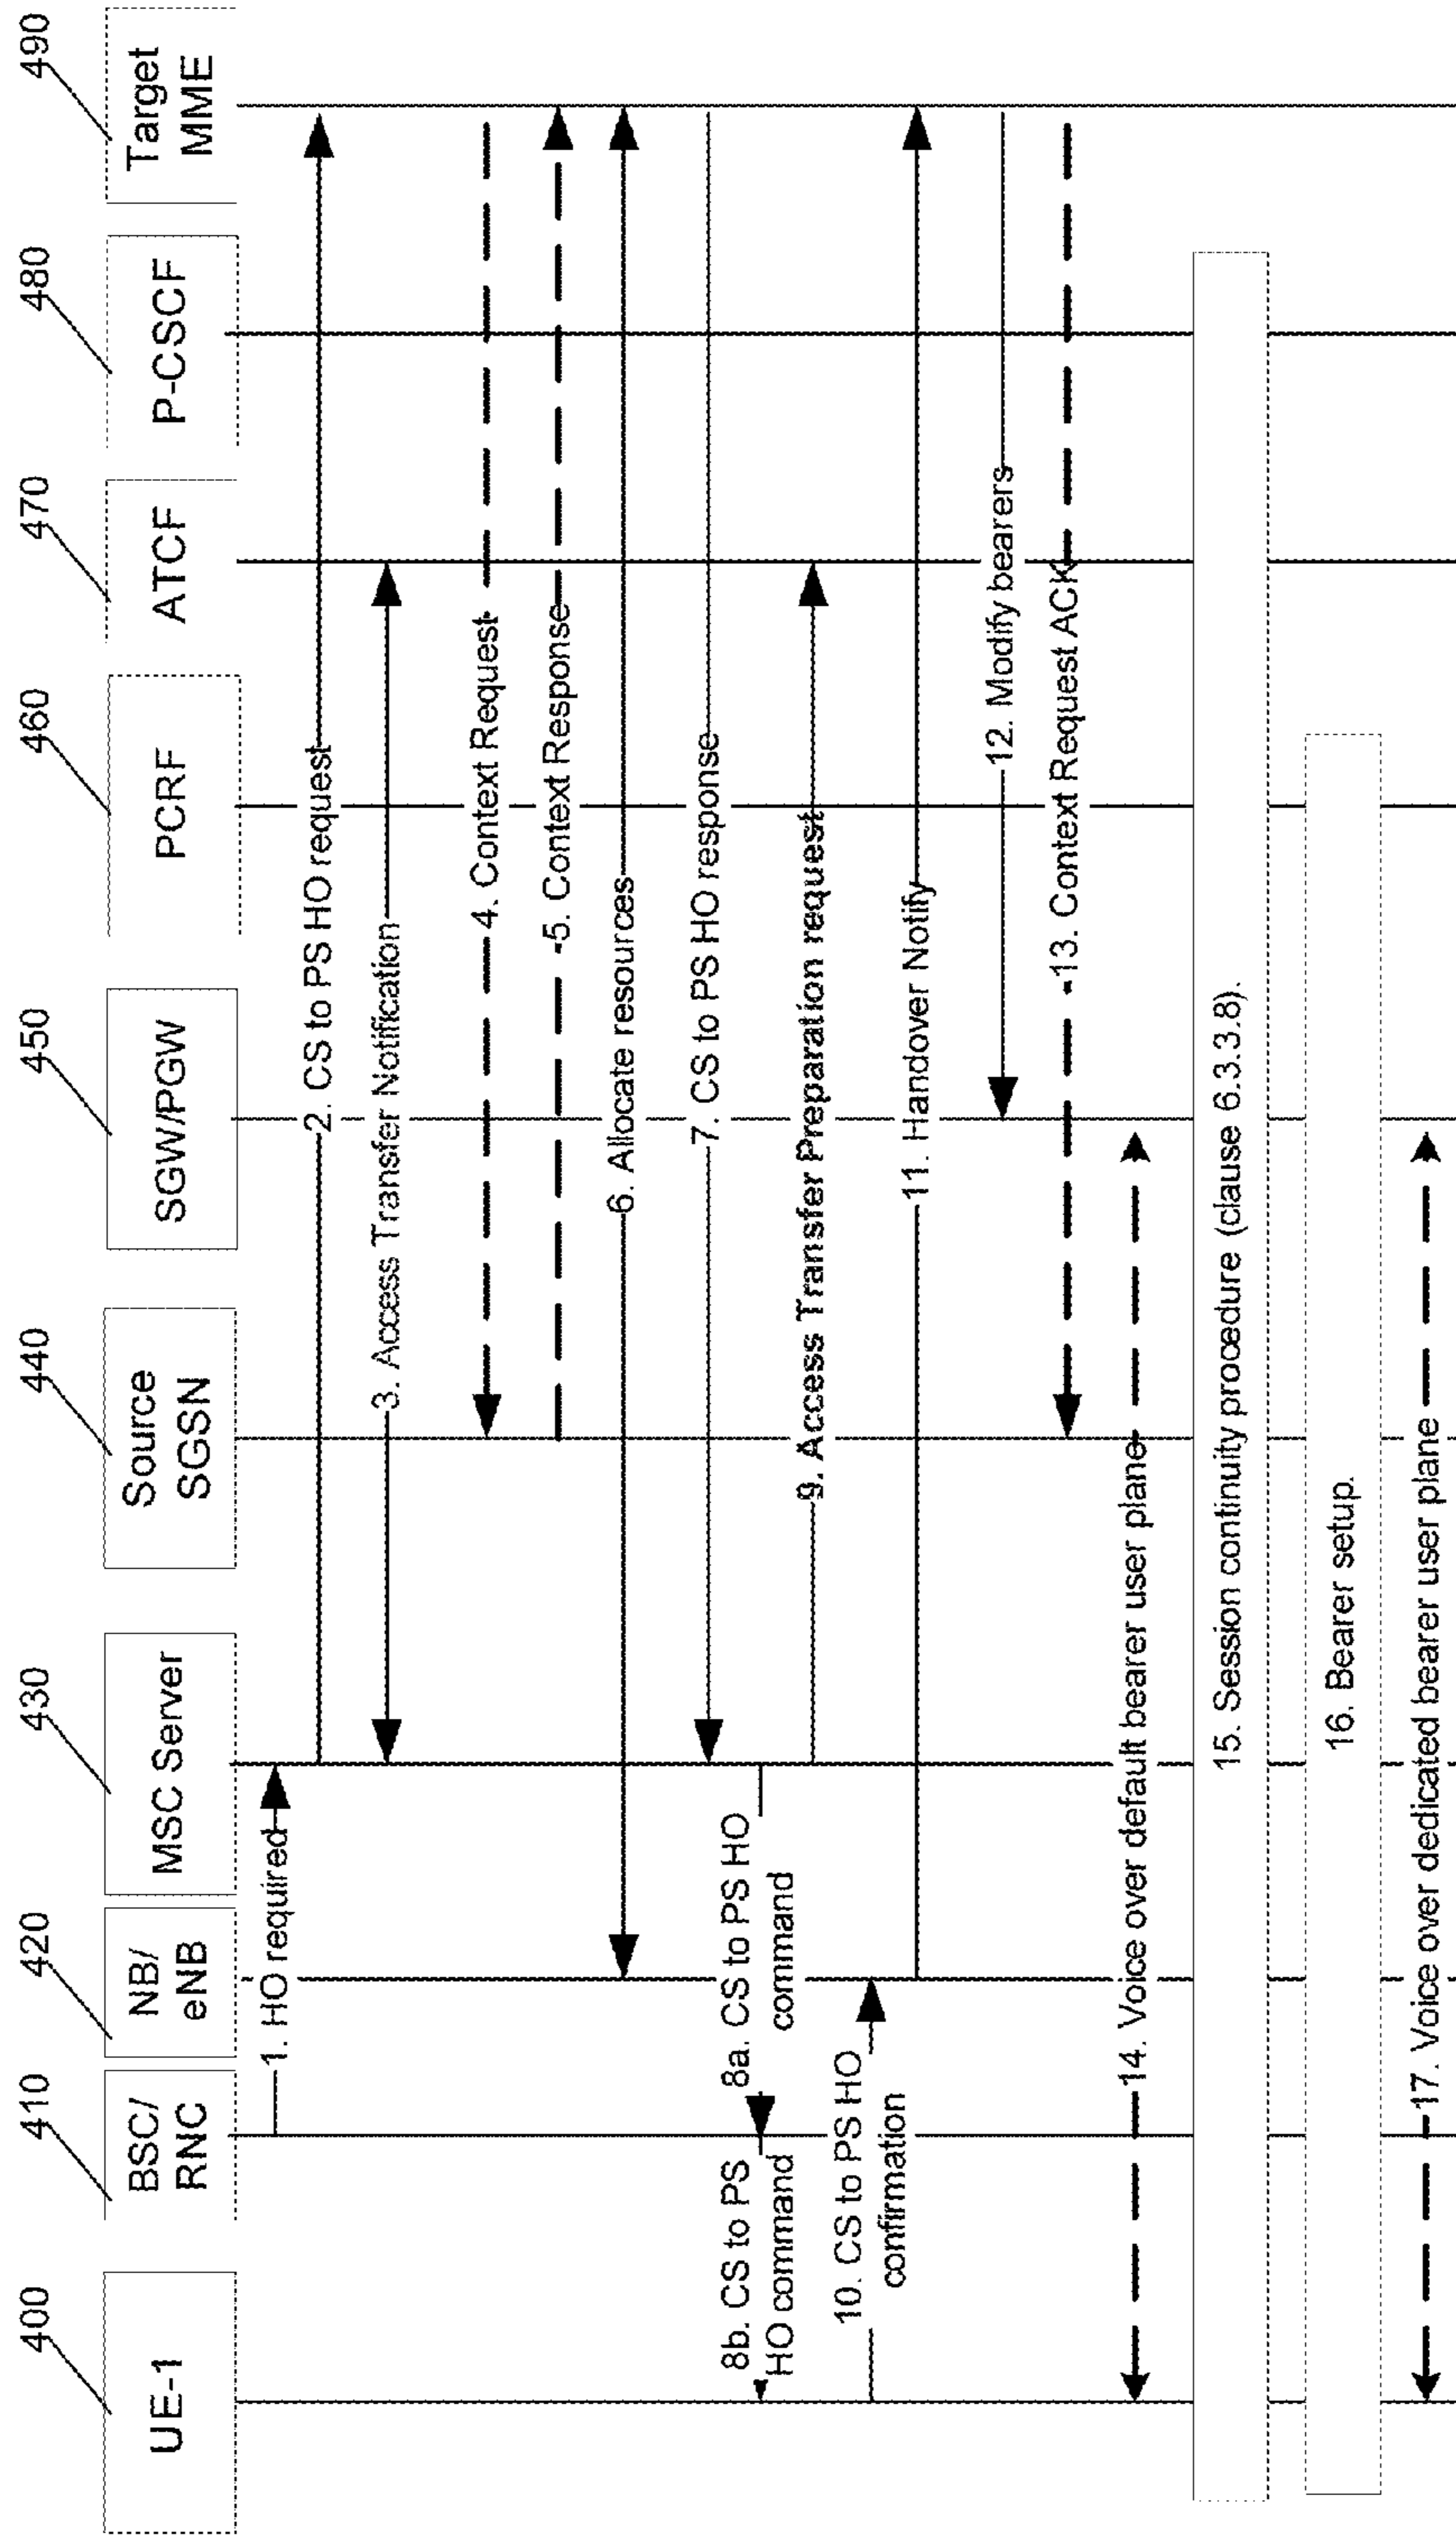 400
410
420
430
440
450
460
470
480
490
UE-1
BSC/
RNC
NB/
eNB
MSC Server
Source
SGSN
SGW/PGW
PCRF
ATCF
P-CSCF
Target
MME
1. HO required
2. CS to PS HO request
3. Access Transfer Notification
4. Context Request
5. Context Response
6. Allocate resources
7. CS to PS HO response
8a. CS to PS HO
command
8b. CS to PS
HO command
9. Access Transfer Preparation request
10. CS to PS HO
confirmation
11. Handover Notify
12. Modify bearers
13. Context Request ACK
14. Voice over default bearer user plane
15. Session continuity procedure (clause 6.3.3.8).
16. Bearer setup.
17. Voice over dedicated bearer user plane